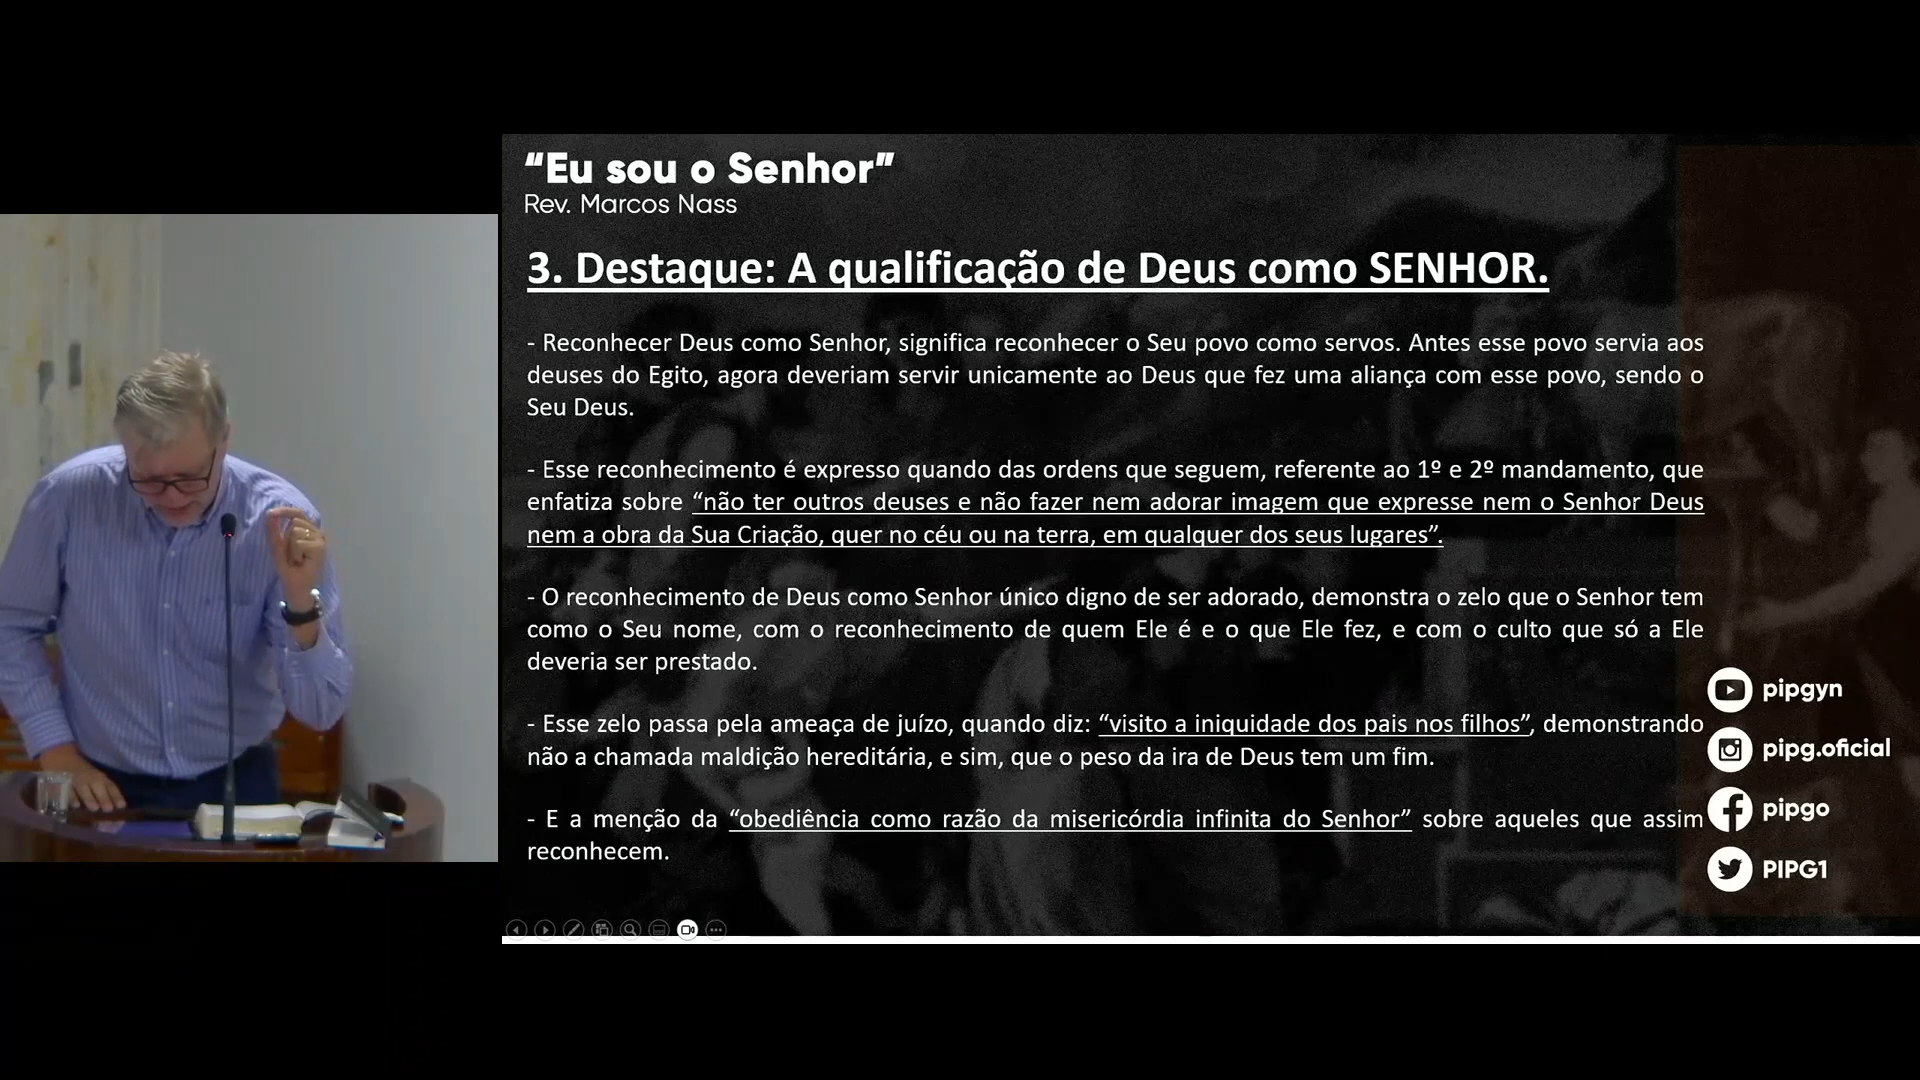 “Eu sou o Senhor”
Rev. Marcos Nass
3. Destaque: A qualificação de Deus como SENHOR.
- Reconhecer Deus como Senhor, significa reconhecer o Seu povo como servos. Antes esse povo servia aos
deuses do Egito, agora deveriam servir unicamente ao Deus que fez uma aliança com esse povo, sendo o
Seu Deus.
- Esse reconhecimento é expresso quando das ordens que seguem, referente ao 1º e 2º mandamento, que
enfatiza sobre “não ter outros deuses e não fazer nem adorar imagem que expresse nem o Senhor Deus
nem a obra da Sua Criação, quer no céu ou na terra, em qualquer dos seus lugares”.
- O reconhecimento de Deus como Senhor único digno de ser adorado, demonstra o zelo que o Senhor tem
como o Seu nome, com o reconhecimento de quem Ele é e o que Ele fez, e com o culto que só a Ele
deveria ser prestado.
- Esse zelo passa pela ameaça de juízo, quando diz: “visito a iniquidade dos pais nos filhos”, demonstrando
não a chamada maldição hereditária, e sim, que o peso da ira de Deus tem um fim.
- E a menção da “obediência como razão da misericórdia infinita do Senhor” sobre aqueles que assim
reconhecem.
pipgyn
pipg.oficial
pipgo
PIPG1